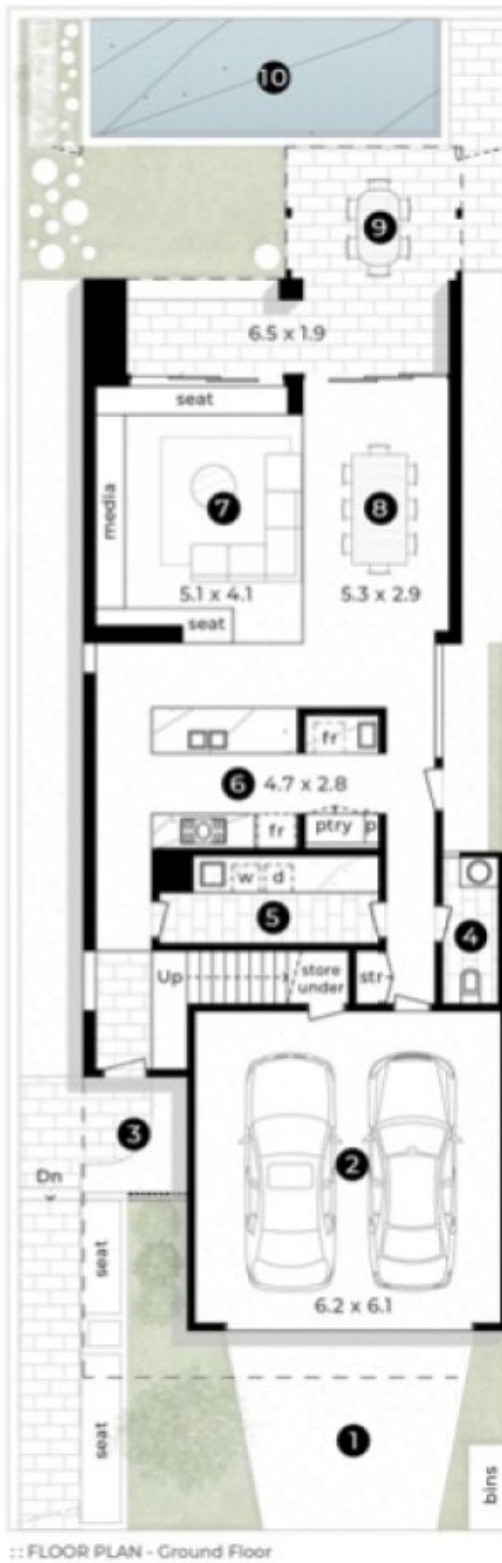 10
9
6.5 x 1.9
seat
media
7
8
5.1 x 4.1
5.3 x 2.9
seat
fr
6 4.7 x 2.8
fr
ptry p
w d
5
4
Up
store
under
str
3
2
Dn
seat
6.2 x 6.1
1
seat
bins
:: FLOOR PLAN - Ground Floor